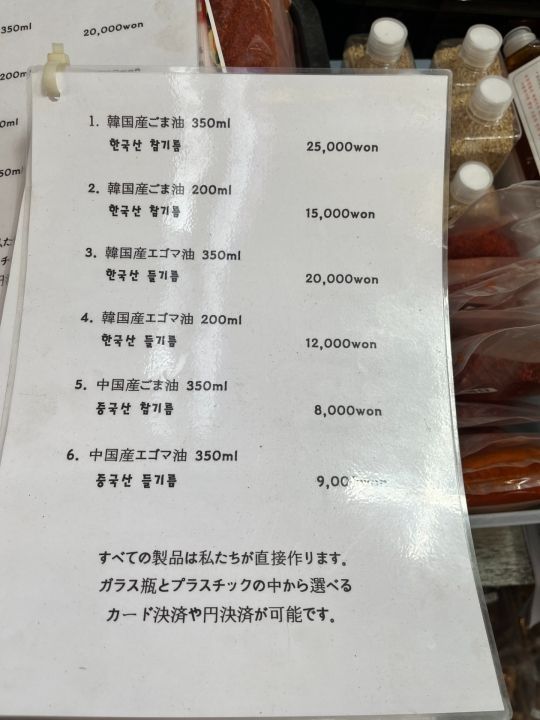 350ml
20,000won
200ml
1. 韓国産ごま油 350ml
한국산 참기름
25,000won
2. 韓国産ごま油 200ml
한국산 참기름
15,000won
3. 韓国産エゴマ油 350ml
한국산 들기름
20,000won
4. 韓国産エゴマ油 200ml
한국산 들기름
12,000won
5. 中国産ごま油 350ml
중국산 참기름
8,000won
6. 中国産エゴマ油 350ml
중국산 들기름
すべての製品は私たちが直接作ります。
ガラス瓶とプラスチックの中から選べる
カード決済や円決済が可能です。